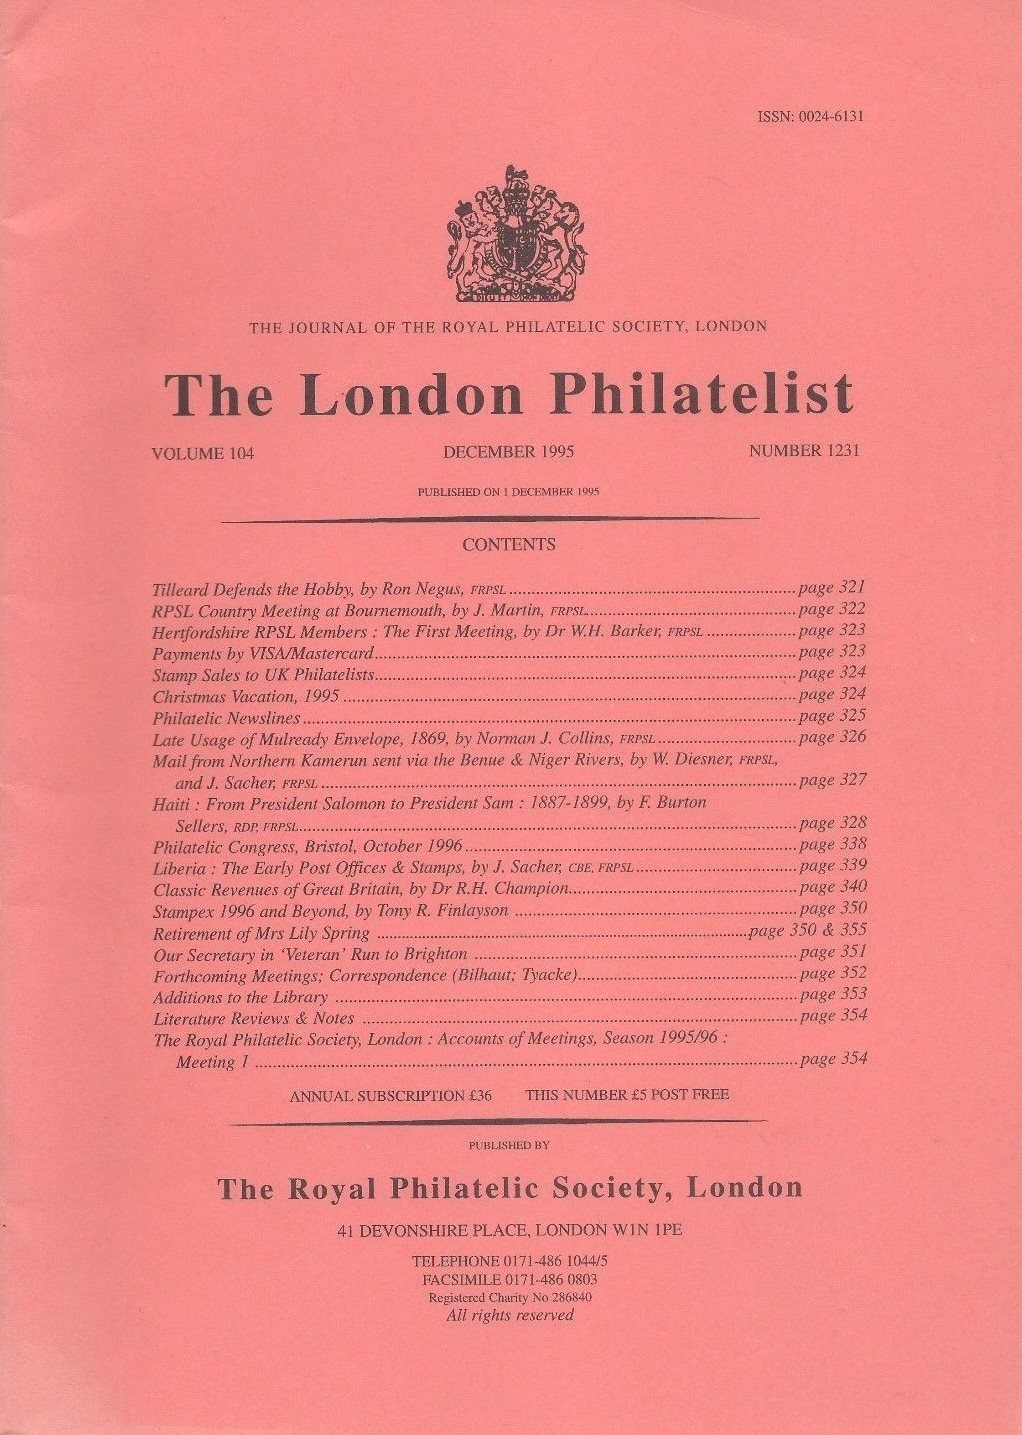 ISSN: 0024-6131
THE JOURNAL OF THE ROYAL PHILATELIC SOCIETY, LONDON
The London Philatelist
VOLUME 104 DECEMBER 1995 NUMBER 1231
PUBLISHED ON 1 DECEMBER 1995
CONTENTS
Tilleard Defends the Hobby, by Ron Negus, FRPSL ... page 321
RPSL Country Meeting at Bournemouth, by J. Martin, FRPSL ... page 322
Hertfordshire RPSL Members : The First Meeting, by Dr W.H. Barker, FRPSL ... page 323
Payments by VISA/Mastercard ... page 323
Stamp Sales to UK Philatelists ... page 324
Christmas Vacation, 1995 ... page 324
Philatelic Newslines ... page 325
Late Usage of Mulready Envelope, 1869, by Norman J. Collins, FRPSL ... page 326
Mail from Northern Kamerun sent via the Benue & Niger Rivers, by W. Diesner, FRPSL,
and J. Sacher, FRPSL ... page 327
Haiti : From President Salomon to President Sam : 1887-1899, by F. Burton
Sellers, RDP, FRPSL ... page 328
Philatelic Congress, Bristol, October 1996 ... page 338
Liberia : The Early Post Offices & Stamps, by J. Sacher, CBE, FRPSL ... page 339
Classic Revenues of Great Britain, by Dr R.H. Champion ... page 340
Stampex 1996 and Beyond, by Tony R. Finlayson ... page 350
Retirement of Mrs Lily Spring ... page 350 & 355
Our Secretary in ‘Veteran’ Run to Brighton ... page 351
Forthcoming Meetings; Correspondence (Bilhaut; Tyacke) ... page 352
Additions to the Library ... page 353
Literature Reviews & Notes ... page 354
The Royal Philatelic Society, London : Accounts of Meetings, Season 1995/96 :
Meeting 1 ... page 354
ANNUAL SUBSCRIPTION £36 THIS NUMBER £5 POST FREE
PUBLISHED BY
The Royal Philatelic Society, London
41 DEVONSHIRE PLACE, LONDON W1N 1PE
TELEPHONE 0171-486 1044/5
FACSIMILE 0171-486 0803
Registered Charity No 286840
All rights reserved